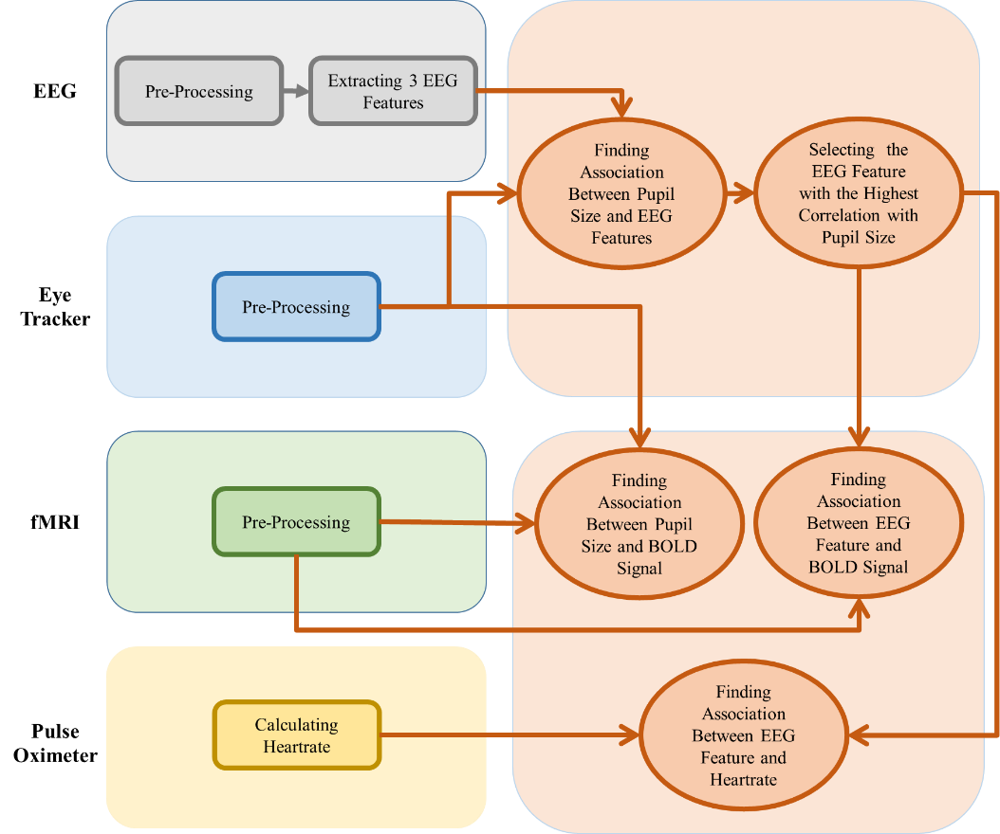 EEG
Pre-Processing
Extracting 3 EEG
Features
Finding
Association
Between Pupil
Size and EEG
Features
Selecting the
EEG Feature
with the Highest
Correlation with
Pupil Size
Eye
Tracker
Pre-Processing
fMRI
Pre-Processing
Finding
Association
Between Pupil
Size and BOLD
Signal
Finding
Association
Between EEG
Feature and
BOLD Signal
Pulse
Oximeter
Calculating
Heartrate
Finding
Association
Between EEG
Feature and
Heartrate